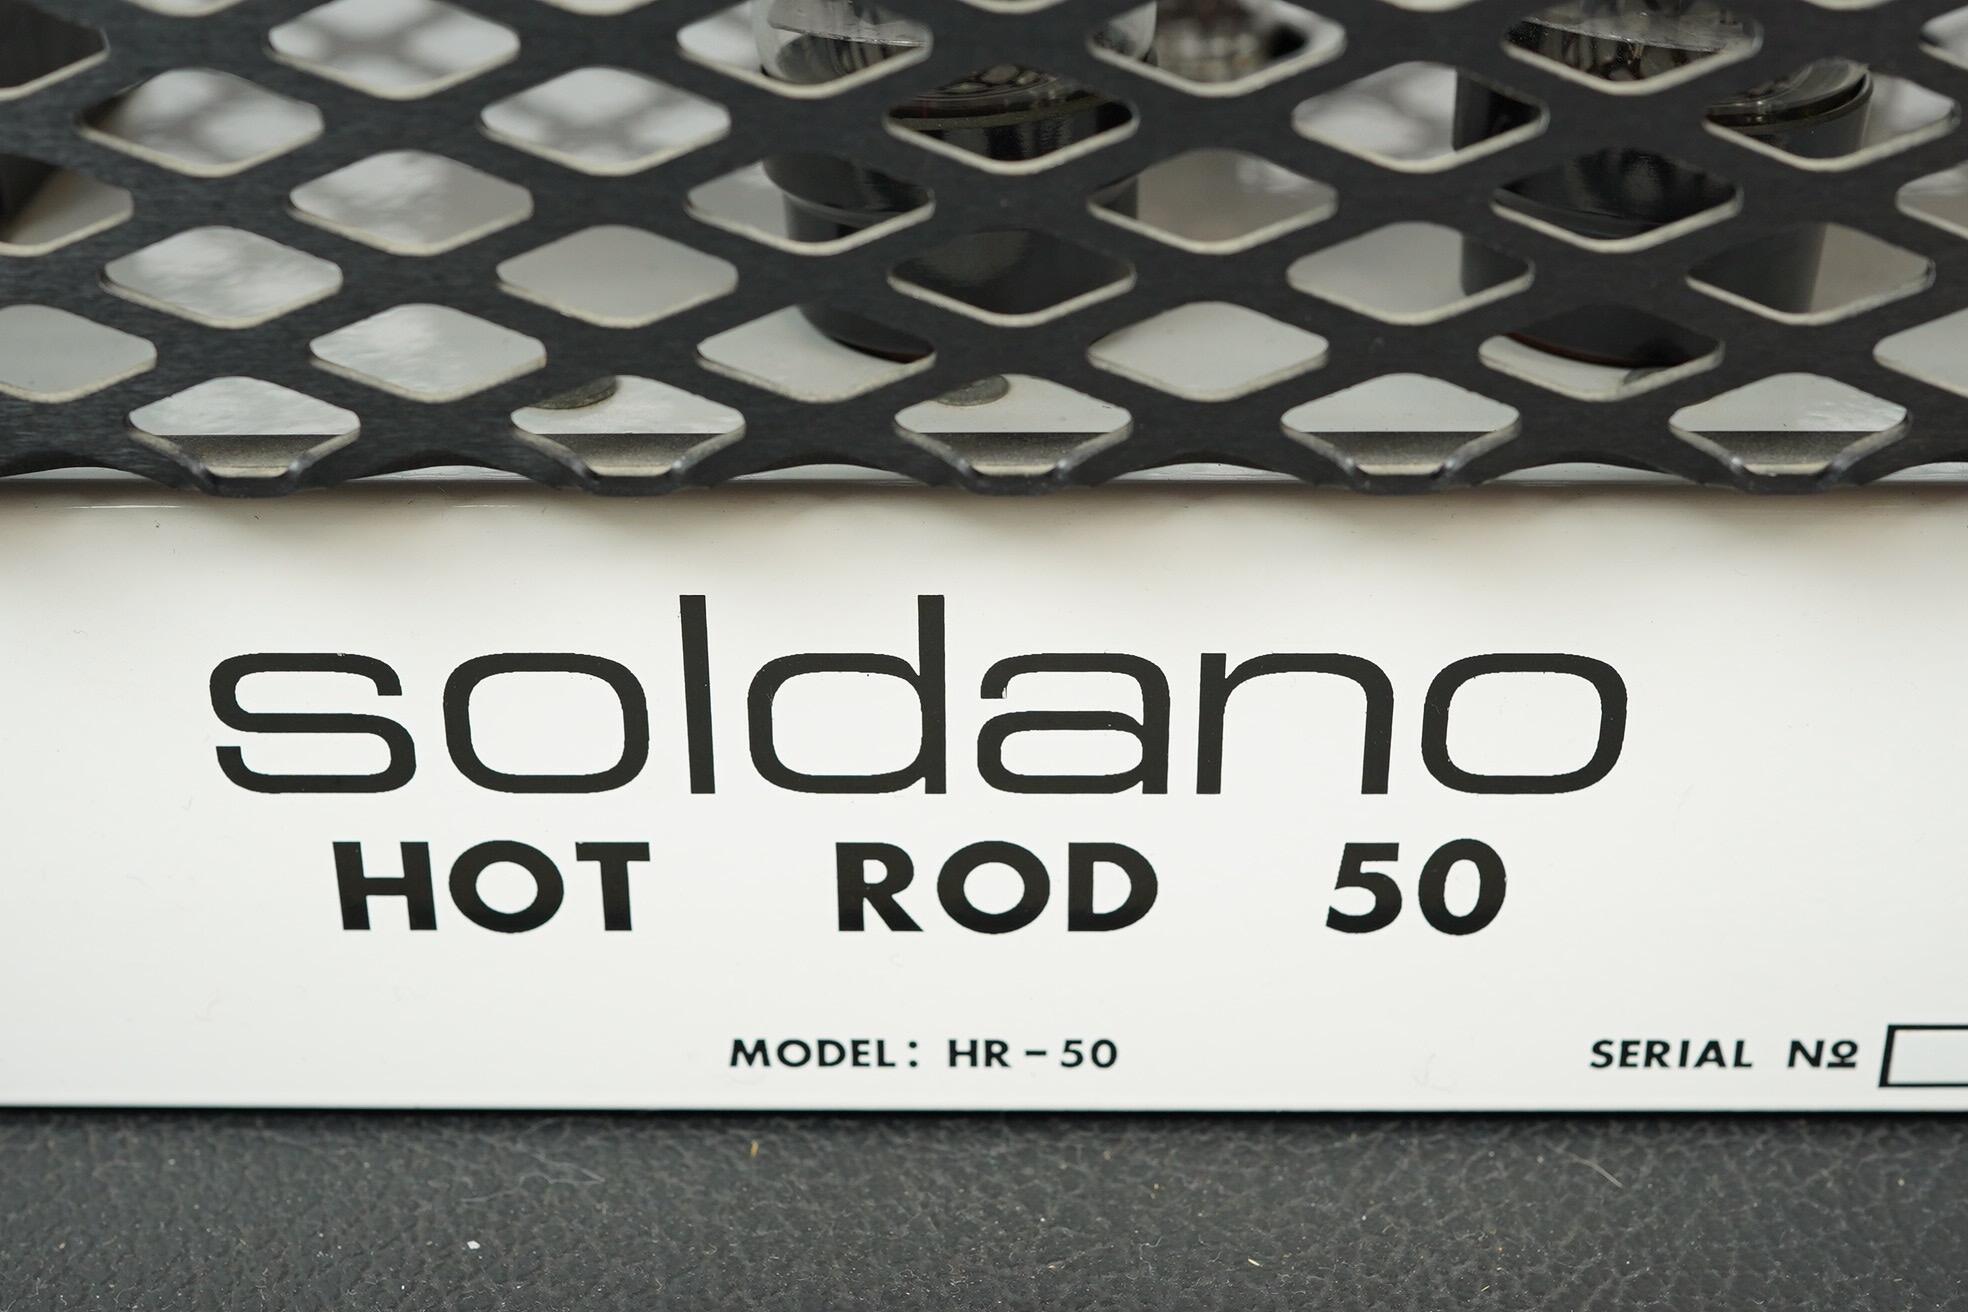 soldano
HOT ROD 50
MODEL: HR-50 SERIAL Nº